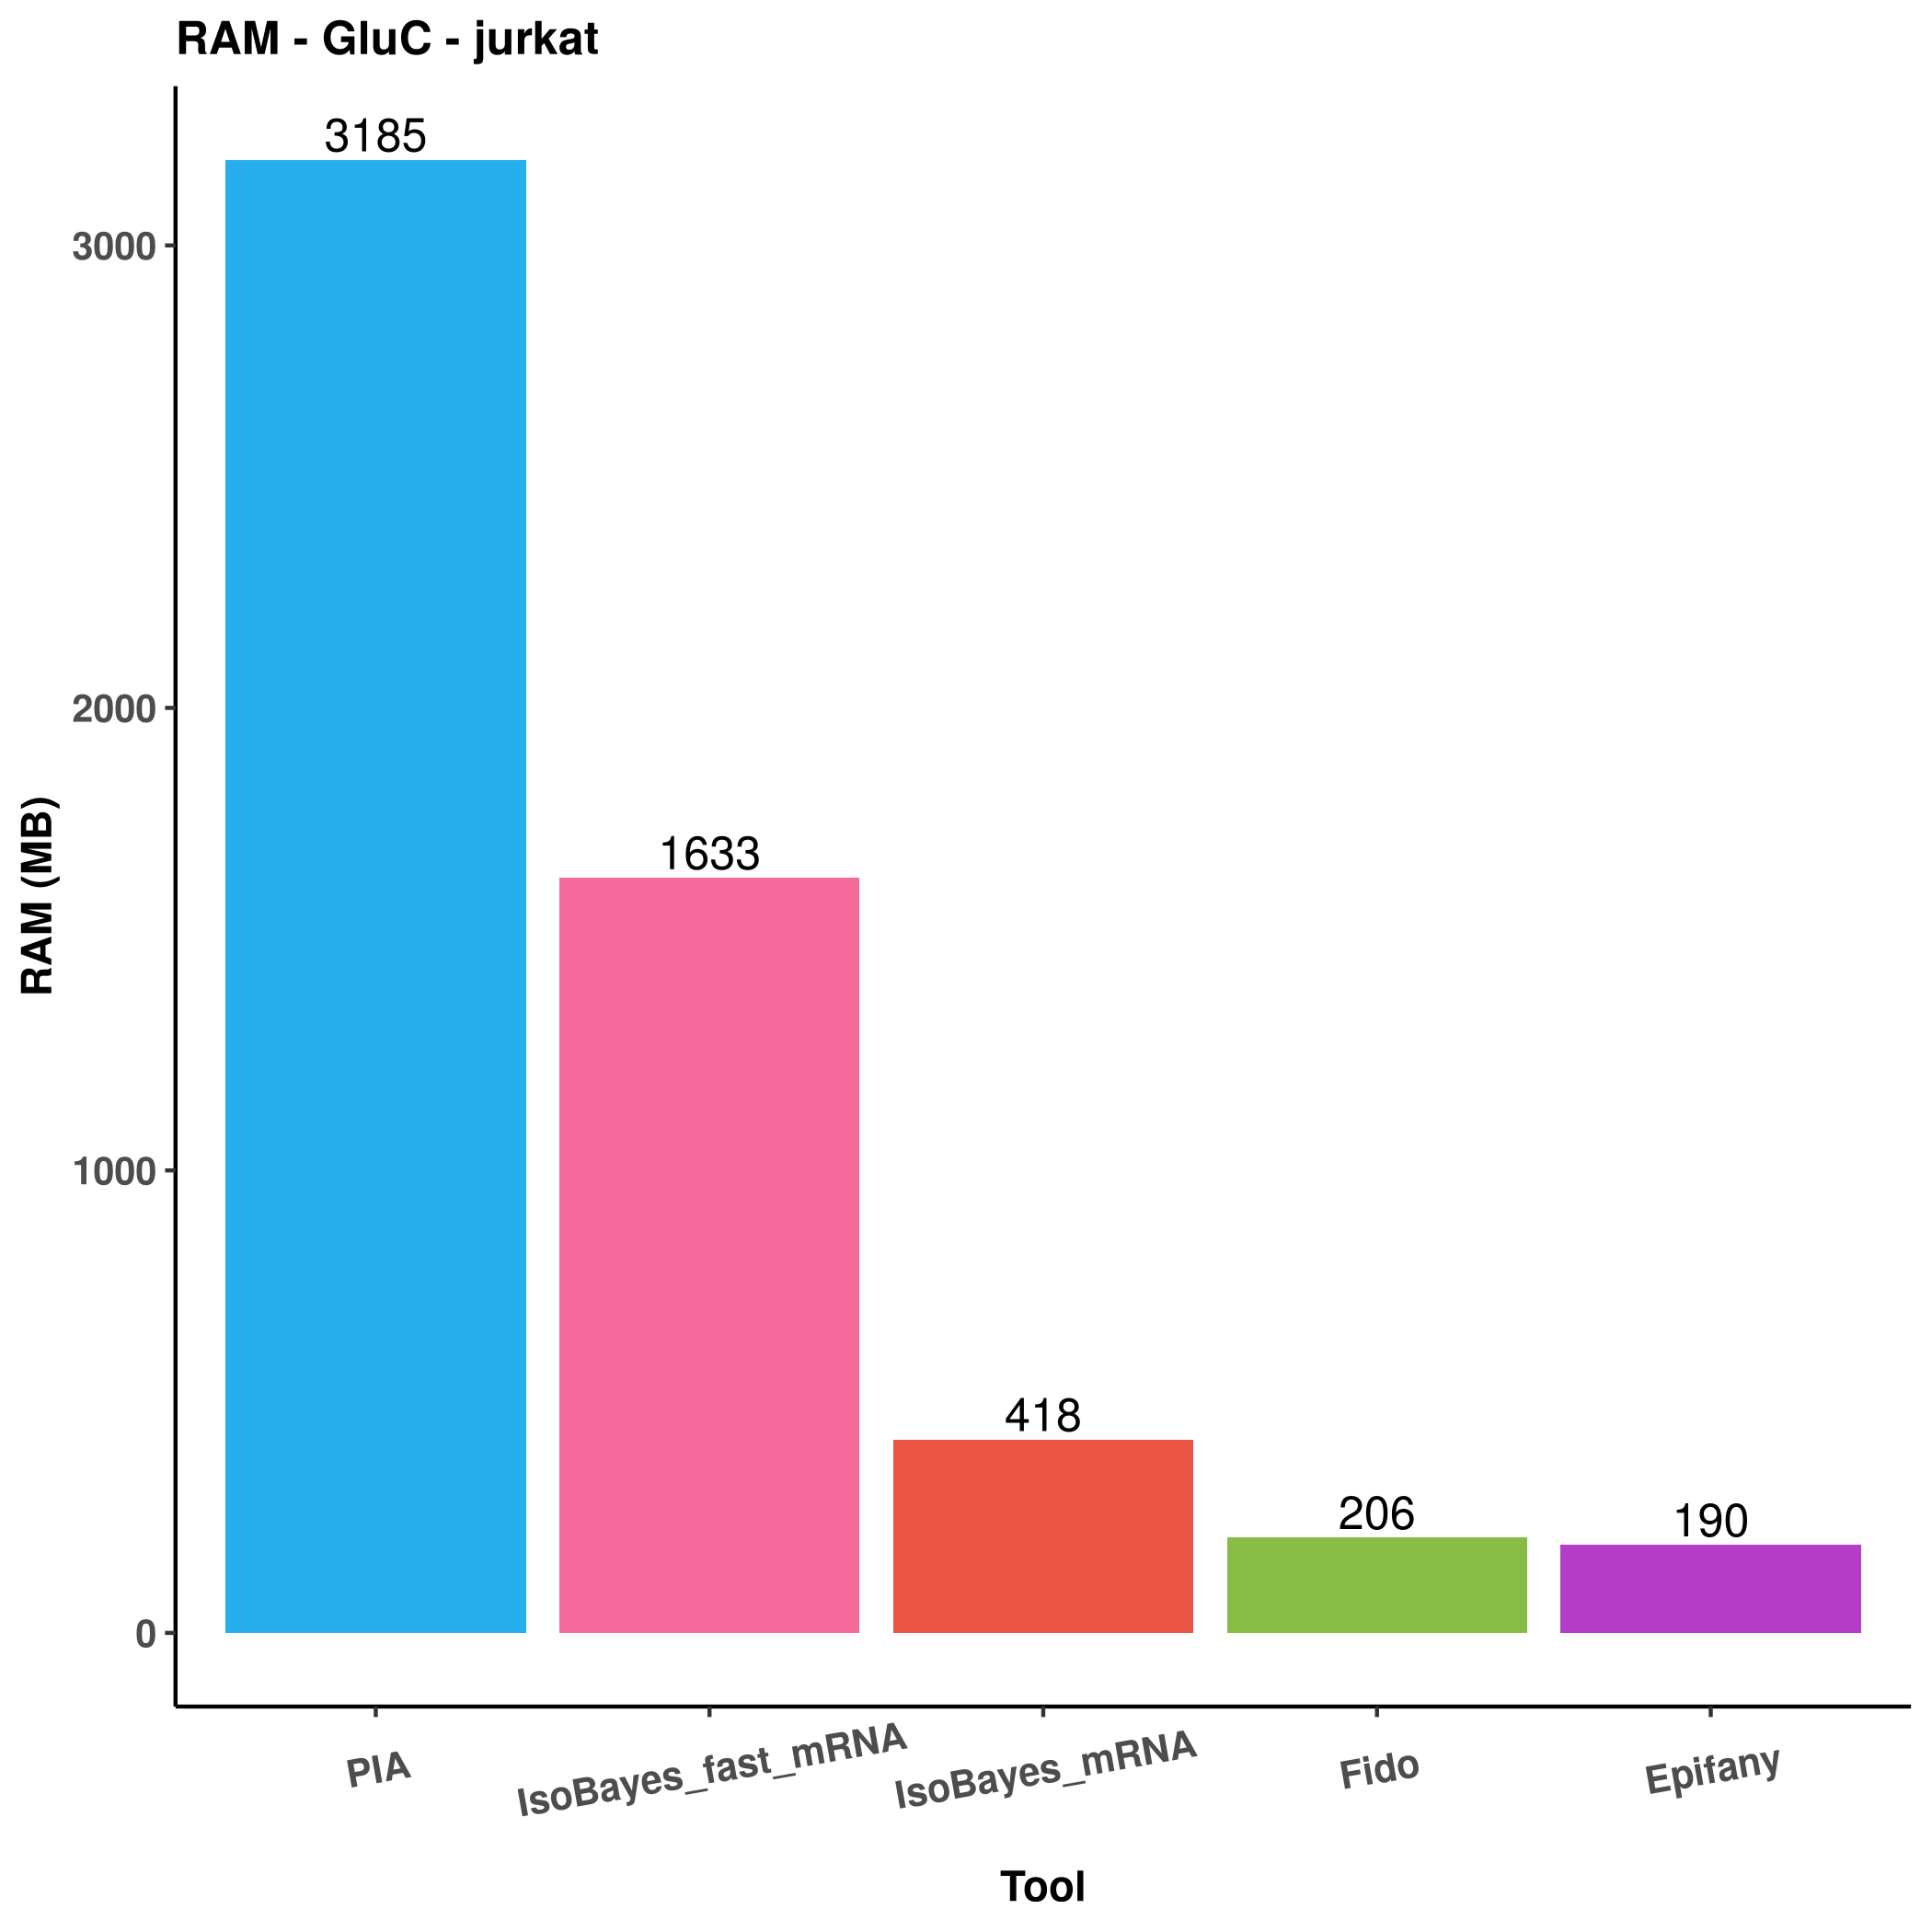 RAM - GluC - jurkat
3185
3000
2000
1633
RAM (MB)
1000
418
206
190
0
PIA
IsoBayes_fast_mRNA
IsoBayes_mRNA
Fido
Epifany
Tool